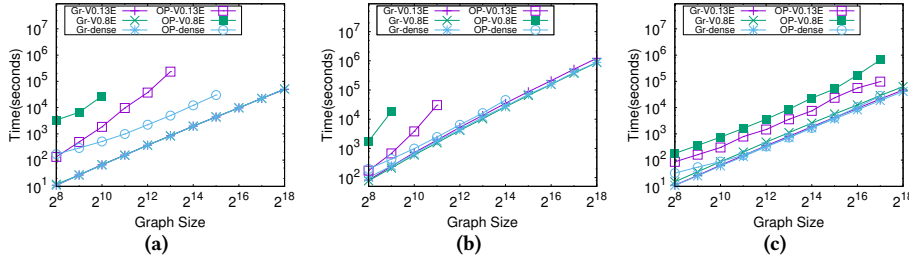 Gr-V0.13E OP-V0.13E
Gr-V0.8E OP-V0.8E
Gr-dense OP-dense
Time(seconds)
10^7
10^6
10^5
10^4
10^3
10^2
10^1
2^8 2^10 2^12 2^14 2^16 2^18
Graph Size
(a)
Gr-V0.13E OP-V0.13E
Gr-V0.8E OP-V0.8E
Gr-dense OP-dense
Time(seconds)
10^7
10^6
10^5
10^4
10^3
10^2
2^8 2^10 2^12 2^14 2^16 2^18
Graph Size
(b)
Gr-V0.13E OP-V0.13E
Gr-V0.8E OP-V0.8E
Gr-dense OP-dense
Time(seconds)
10^7
10^6
10^5
10^4
10^3
10^2
10^1
2^8 2^10 2^12 2^14 2^16 2^18
Graph Size
(c)